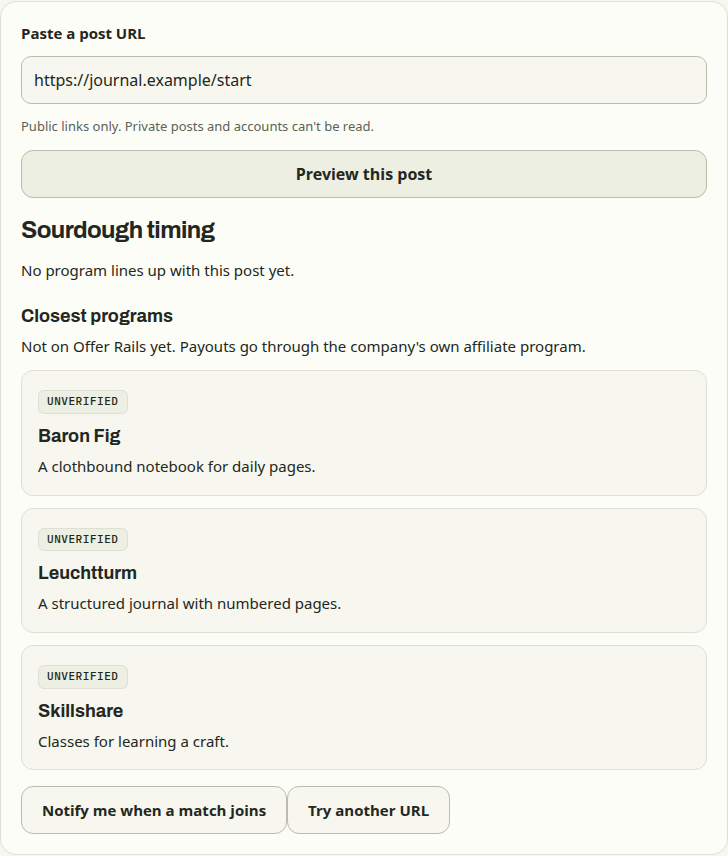 Paste a post URL
https://journal.example/start
Public links only. Private posts and accounts can't be read.
Preview this post
Sourdough timing
No program lines up with this post yet.
Closest programs
Not on Offer Rails yet. Payouts go through the company's own affiliate program.
UNVERIFIED
Baron Fig
A clothbound notebook for daily pages.
UNVERIFIED
Leuchtturm
A structured journal with numbered pages.
UNVERIFIED
Skillshare
Classes for learning a craft.
Notify me when a match joins
Try another URL